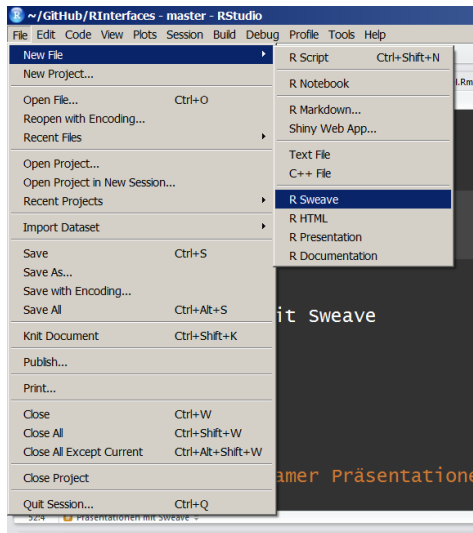 ~/GitHub/RInterfaces - master - RStudio
File Edit Code View Plots Session Build Debug Profile Tools Help
New File
New Project...
Open File... Ctrl+O
Reopen with Encoding...
Recent Files
Open Project...
Open Project in New Session...
Recent Projects
Import Dataset
Save Ctrl+S
Save As...
Save with Encoding...
Save All Ctrl+Alt+S
Knit Document Ctrl+Shift+K
Publish...
Print...
Close Ctrl+W
Close All Ctrl+Shift+W
Close All Except Current Ctrl+Alt+Shift+W
Close Project
Quit Session... Ctrl+Q
R Script Ctrl+Shift+N
R Notebook
R Markdown...
Shiny Web App...
Text File
C++ File
R Sweave
R HTML
R Presentation
R Documentation
l.Rm
it Sweave
amer Präsentatione
52:4 Präsentationen mit Sweave